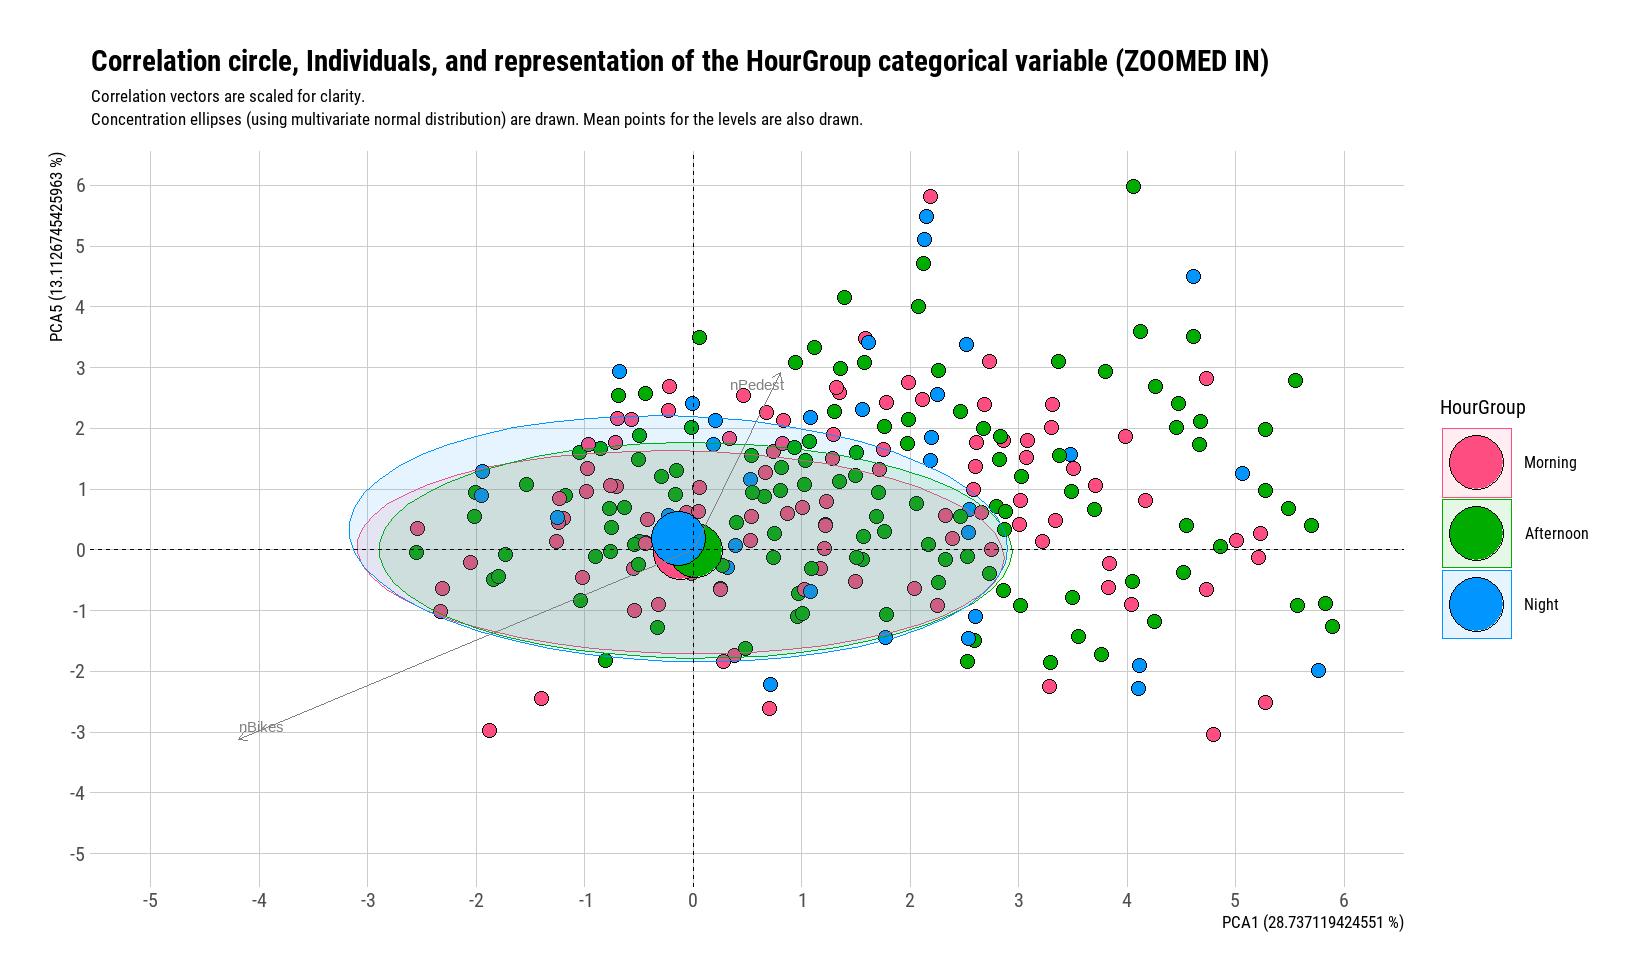 Correlation circle, Individuals, and representation of the HourGroup categorical variable (ZOOMED IN)
Correlation vectors are scaled for clarity.
Concentration ellipses (using multivariate normal distribution) are drawn. Mean points for the levels are also drawn.
PCA5 (13.1126745425963 %)
6
5
4
3
2
1
0
-1
-2
-3
-4
-5
nPedest
nBikes
HourGroup
Morning
Afternoon
Night
-5
-4
-3
-2
-1
0
1
2
3
4
5
6
PCA1 (28.737119424551 %)